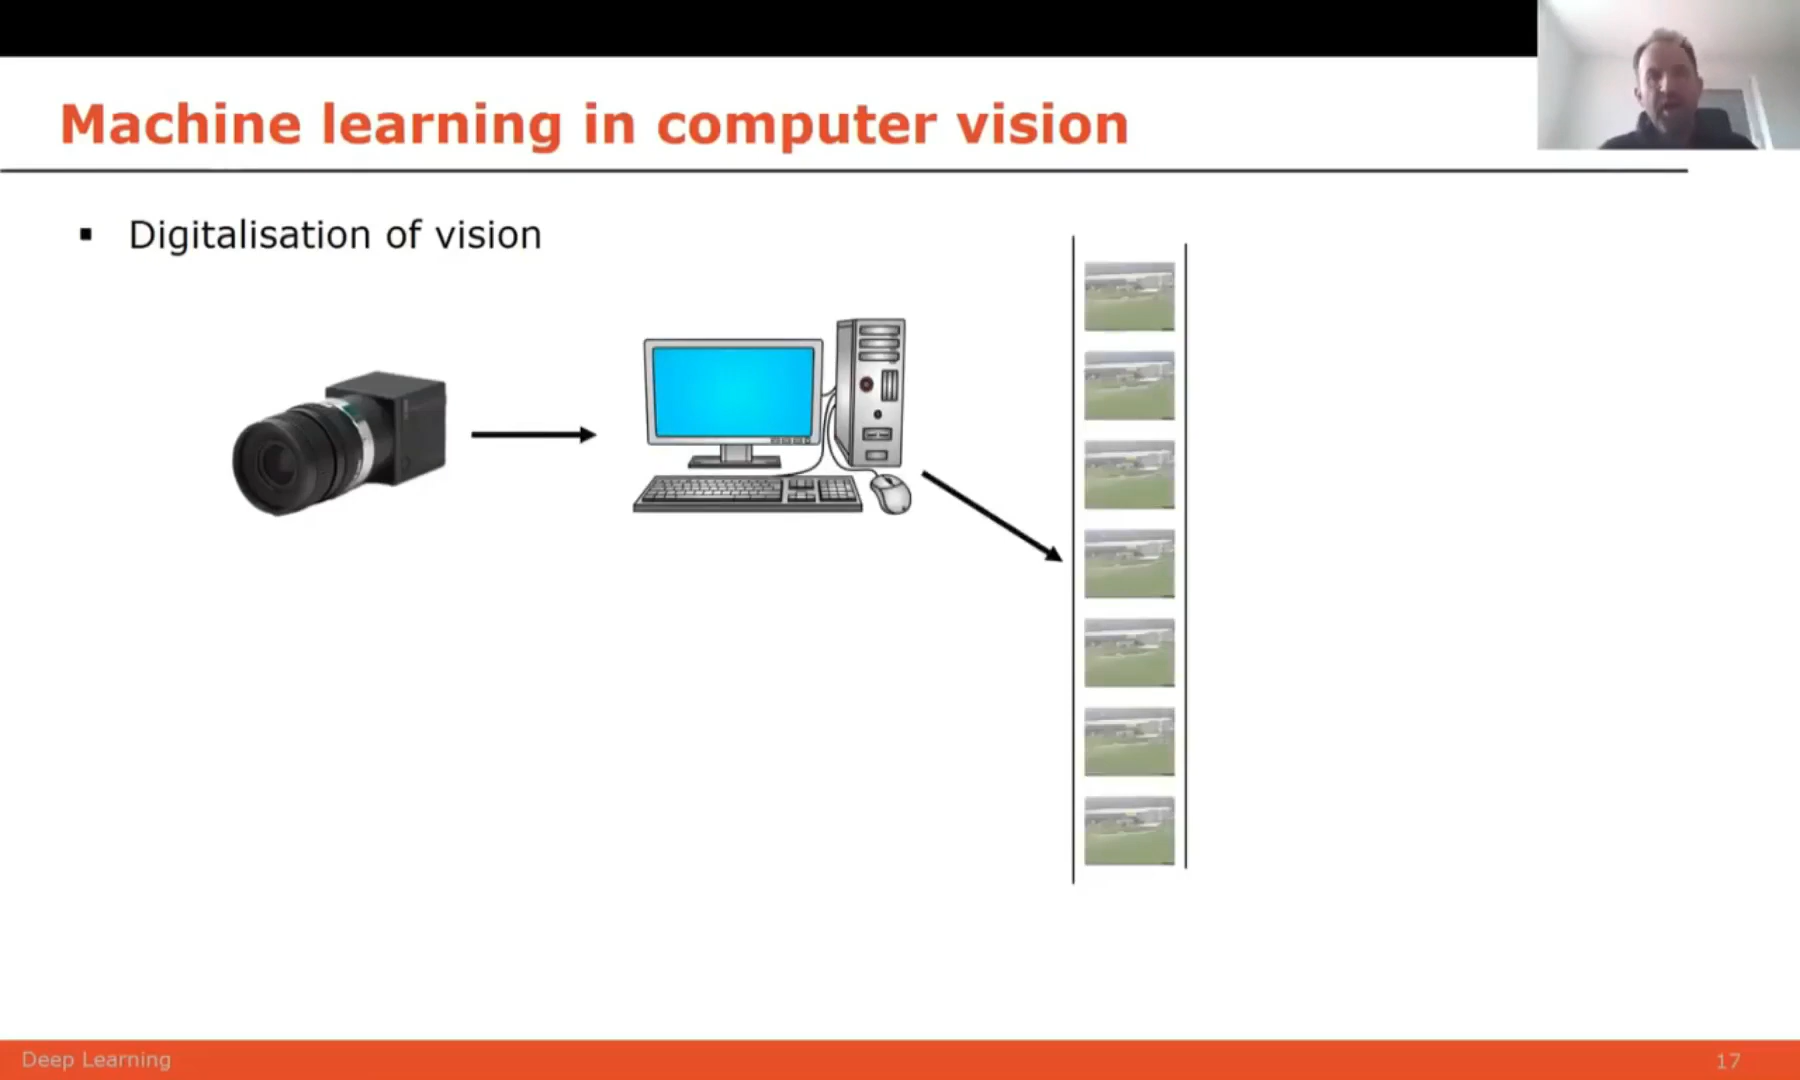 Machine learning in computer vision
▪ Digitalisation of vision
Deep Learning
17